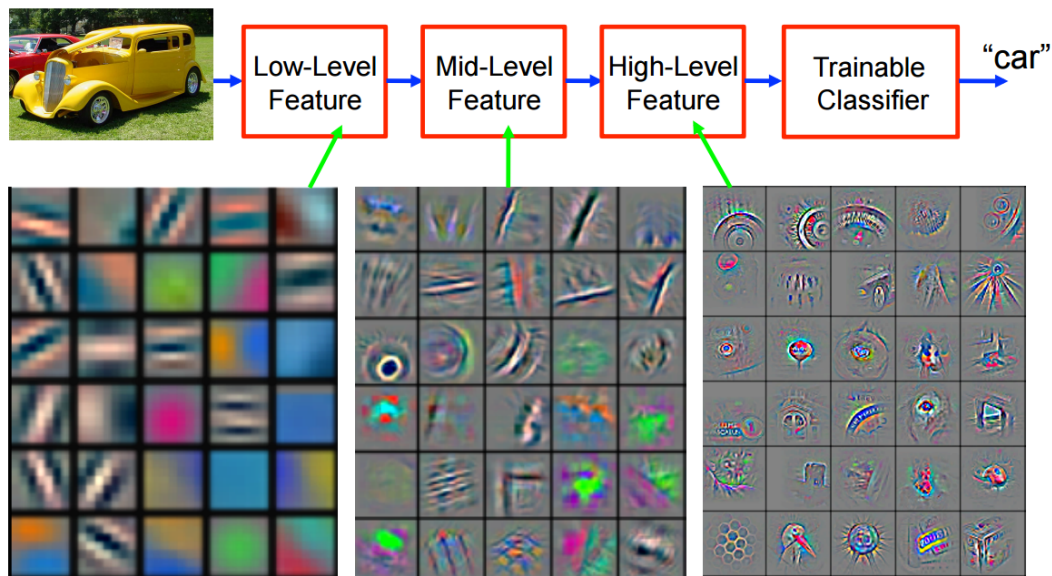 Low-Level
Feature
Mid-Level
Feature
High-Level
Feature
Trainable
Classifier
“car”